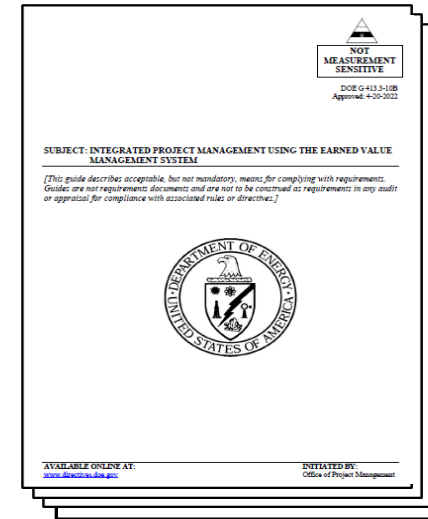 NOT
MEASUREMENT
SENSITIVE
DOE G 413.3-10B
Approved: 4-20-2022
SUBJECT: INTEGRATED PROJECT MANAGEMENT USING THE EARNED VALUE
MANAGEMENT SYSTEM
[This guide describes acceptable, but not mandatory, means for complying with requirements.
Guides are not requirements documents and are not to be construed as requirements in any audit
or appraisal for compliance with associated rules or directives.]
DEPARTMENT OF ENERGY
UNITED STATES OF AMERICA
AVAILABLE ONLINE AT:
INITIATED BY:
www.directives.doe.gov
Office of Project Management